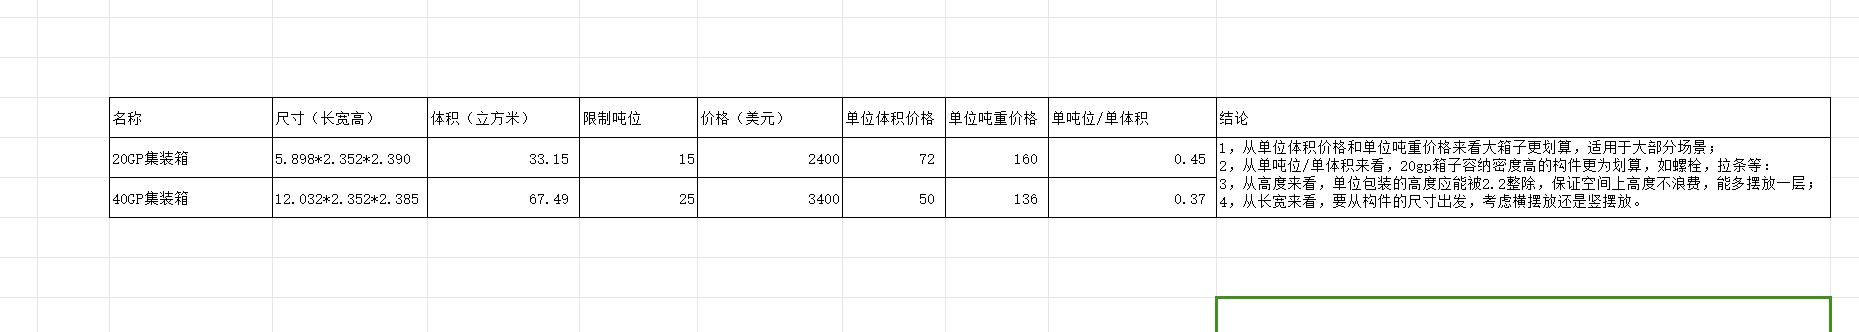 名称 尺寸（长宽高） 体积（立方米） 限制吨位 价格（美元） 单位体积价格 单位吨重价格 单吨位/单体积 结论
20GP集装箱 5.898*2.352*2.390 33.15 15 2400 72 160 0.45
40GP集装箱 12.032*2.352*2.385 67.49 25 3400 50 136 0.37
1，从单位体积价格和单位吨重价格来看大箱子更划算，适用于大部分场景；
2，从单吨位/单体积来看，20gp箱子容纳密度高的构件更为划算，如螺栓，拉条等：
3，从高度来看，单位包装的高度应能被2.2整除，保证空间上高度不浪费，能多摆放一层；
4，从长宽来看，要从构件的尺寸出发，考虑横摆放还是竖摆放。